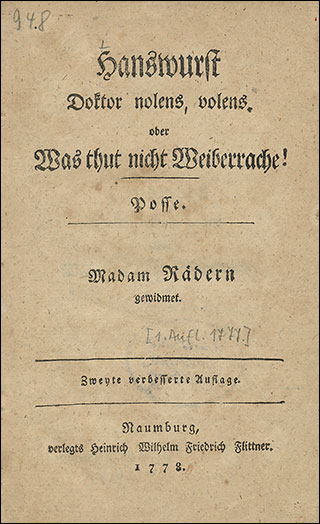 948
Hanswurst
Doktor nolens, volens.
oder
Was thut nicht Weiberrache!
Posse.
Madam Rädern
gewidmet.
[1. Aufl. 1777.]
Zweyte verbesserte Auflage.
Naumburg,
verlegts Heinrich Wilhelm Friedrich Flittner.
1778.